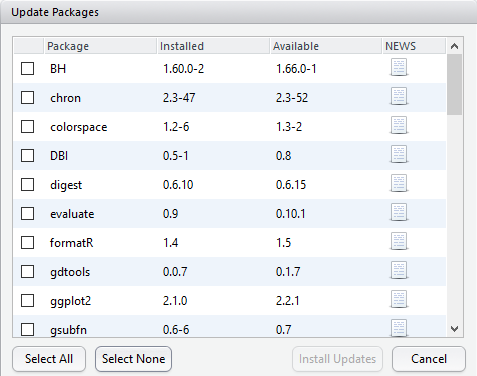 Update Packages
Package Installed Available NEWS
BH 1.60.0-2 1.66.0-1
chron 2.3-47 2.3-52
colorspace 1.2-6 1.3-2
DBI 0.5-1 0.8
digest 0.6.10 0.6.15
evaluate 0.9 0.10.1
formatR 1.4 1.5
gdtools 0.0.7 0.1.7
ggplot2 2.1.0 2.2.1
gsubfn 0.6-6 0.7
Select All Select None Install Updates Cancel